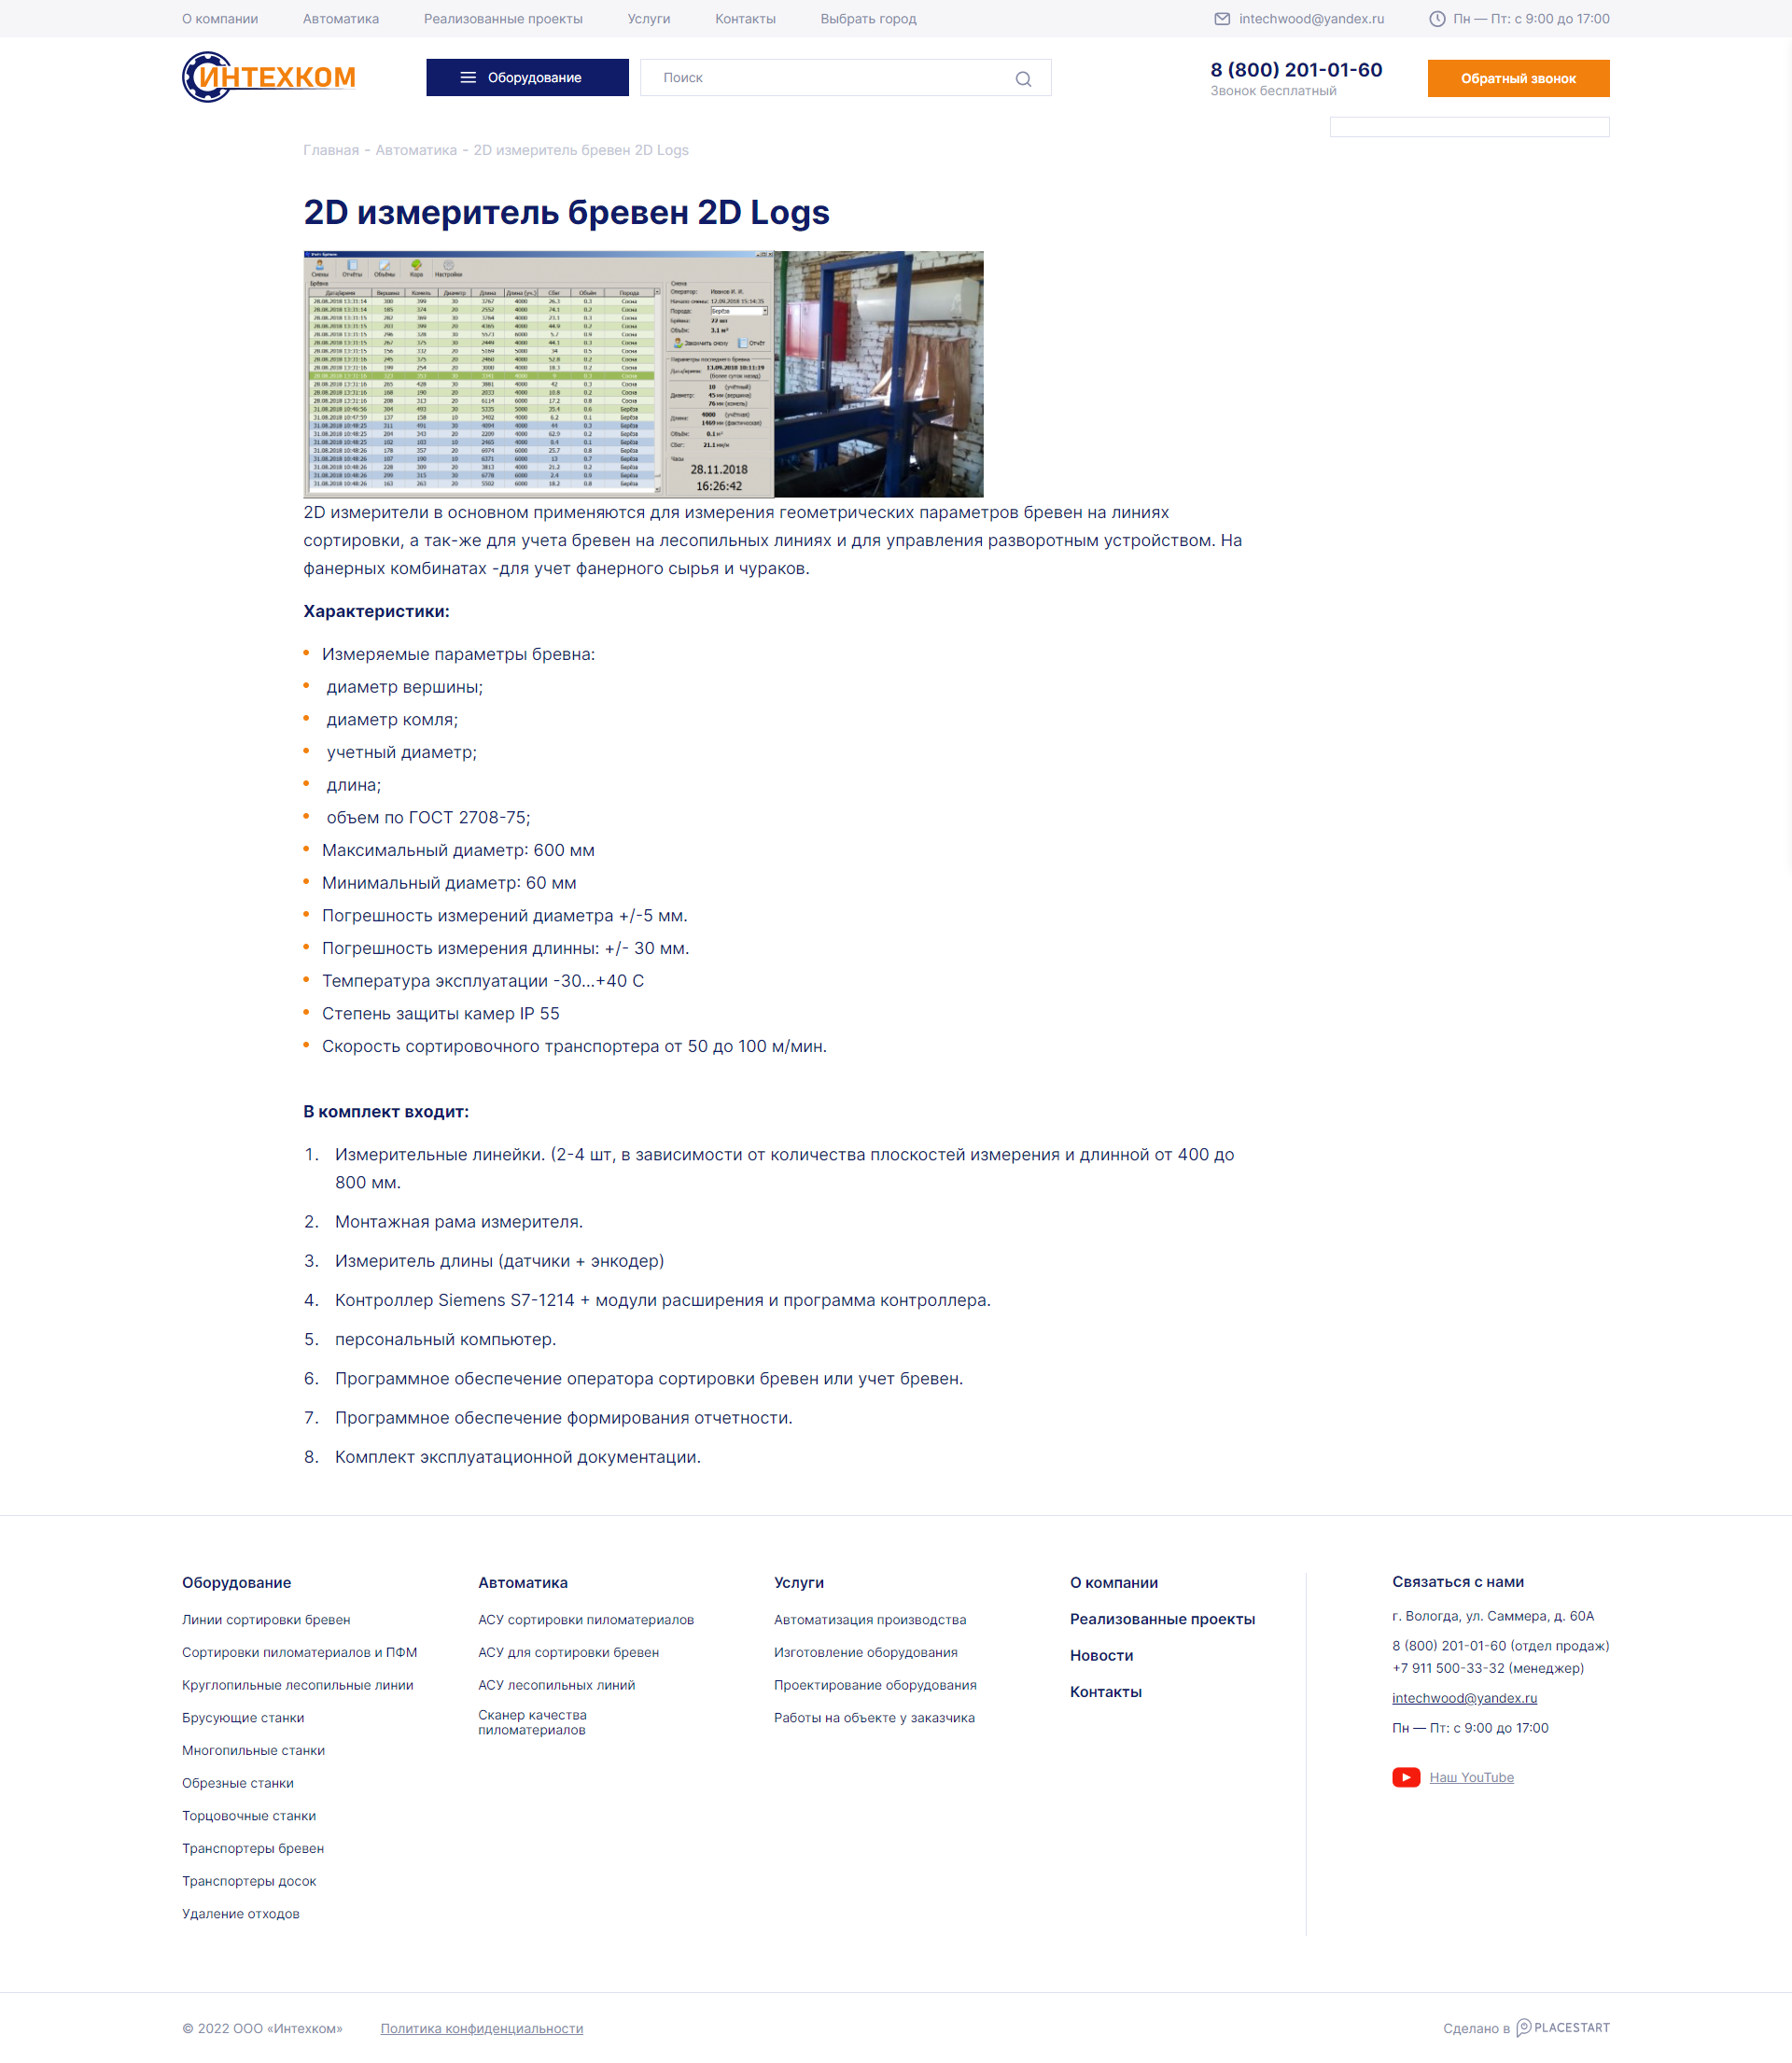 О компании Автоматика Реализованные проекты Услуги Контакты Выбрать город intechwood@yandex.ru Пн — Пт: с 9:00 до 17:00
ИНТЕХКОМ
Оборудование
Поиск
8 (800) 201-01-60
Звонок бесплатный
Обратный звонок
Главная - Автоматика - 2D измеритель бревен 2D Logs
2D измеритель бревен 2D Logs
Смены Отчёты Объёмы Кора Настройки
28.11.2018
16:26:42
2D измерители в основном применяются для измерения геометрических параметров бревен на линиях
сортировки, а так-же для учета бревен на лесопильных линиях и для управления разворотным устройством. На
фанерных комбинатах -для учет фанерного сырья и чураков.
Характеристики:
Измеряемые параметры бревна:
диаметр вершины;
диаметр комля;
учетный диаметр;
длина;
объем по ГОСТ 2708-75;
Максимальный диаметр: 600 мм
Минимальный диаметр: 60 мм
Погрешность измерений диаметра +/-5 мм.
Погрешность измерения длинны: +/- 30 мм.
Температура эксплуатации -30...+40 С
Степень защиты камер IP 55
Скорость сортировочного транспортера от 50 до 100 м/мин.
В комплект входит:
1. Измерительные линейки. (2-4 шт, в зависимости от количества плоскостей измерения и длинной от 400 до
800 мм.
2. Монтажная рама измерителя.
3. Измеритель длины (датчики + энкодер)
4. Контроллер Siemens S7-1214 + модули расширения и программа контроллера.
5. персональный компьютер.
6. Программное обеспечение оператора сортировки бревен или учет бревен.
7. Программное обеспечение формирования отчетности.
8. Комплект эксплуатационной документации.
Оборудование
Линии сортировки бревен
Сортировки пиломатериалов и ПФМ
Круглопильные лесопильные линии
Брусующие станки
Многопильные станки
Обрезные станки
Торцовочные станки
Транспортеры бревен
Транспортеры досок
Удаление отходов
Автоматика
АСУ сортировки пиломатериалов
АСУ для сортировки бревен
АСУ лесопильных линий
Сканер качества
пиломатериалов
Услуги
Автоматизация производства
Изготовление оборудования
Проектирование оборудования
Работы на объекте у заказчика
О компании
Реализованные проекты
Новости
Контакты
Связаться с нами
г. Вологда, ул. Саммера, д. 60А
8 (800) 201-01-60 (отдел продаж)
+7 911 500-33-32 (менеджер)
intechwood@yandex.ru
Пн — Пт: с 9:00 до 17:00
Наш YouTube
© 2022 ООО «Интехком» Политика конфиденциальности Сделано в PLACESTART